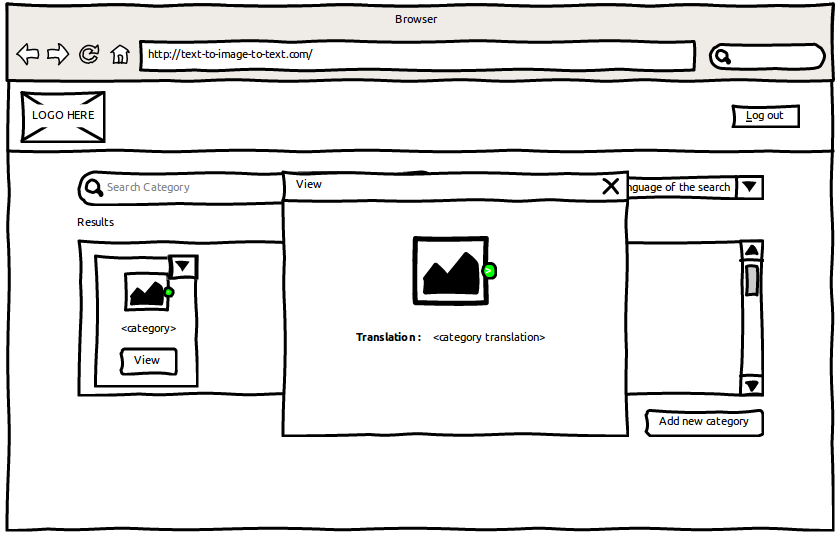 Browser
http://text-to-image-to-text.com/
LOGO HERE
Log out
Search Category
View
nguage of the search
Results
<category>
View
Translation : <category translation>
Add new category